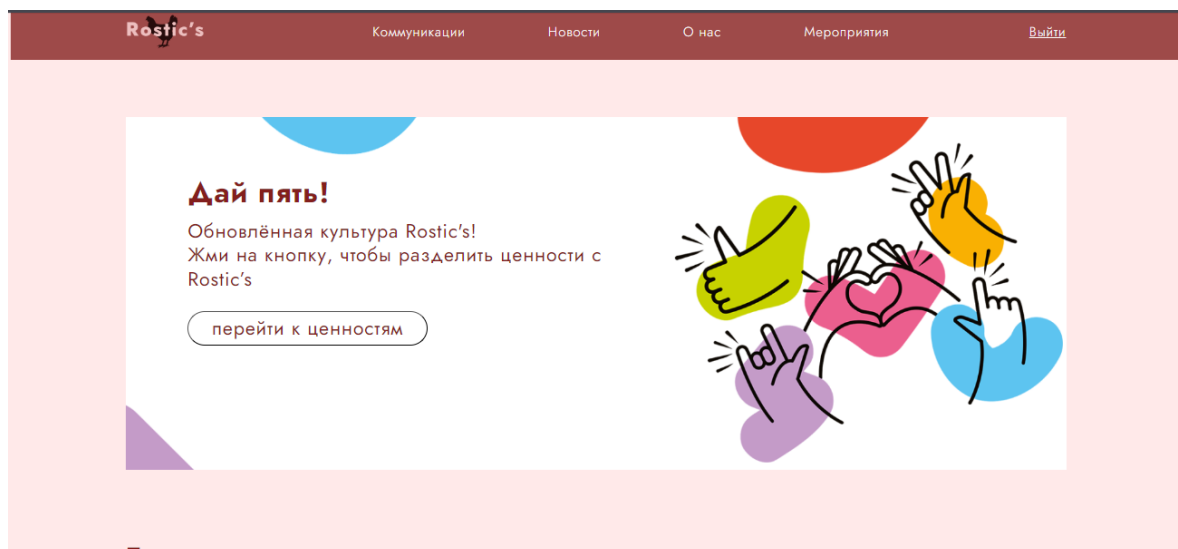 Rostic's
Коммуникации
Новости
О нас
Мероприятия
Выйти
Дай пять!
Обновлённая культура Rostic's!
Жми на кнопку, чтобы разделить ценности с
Rostic's
перейти к ценностям